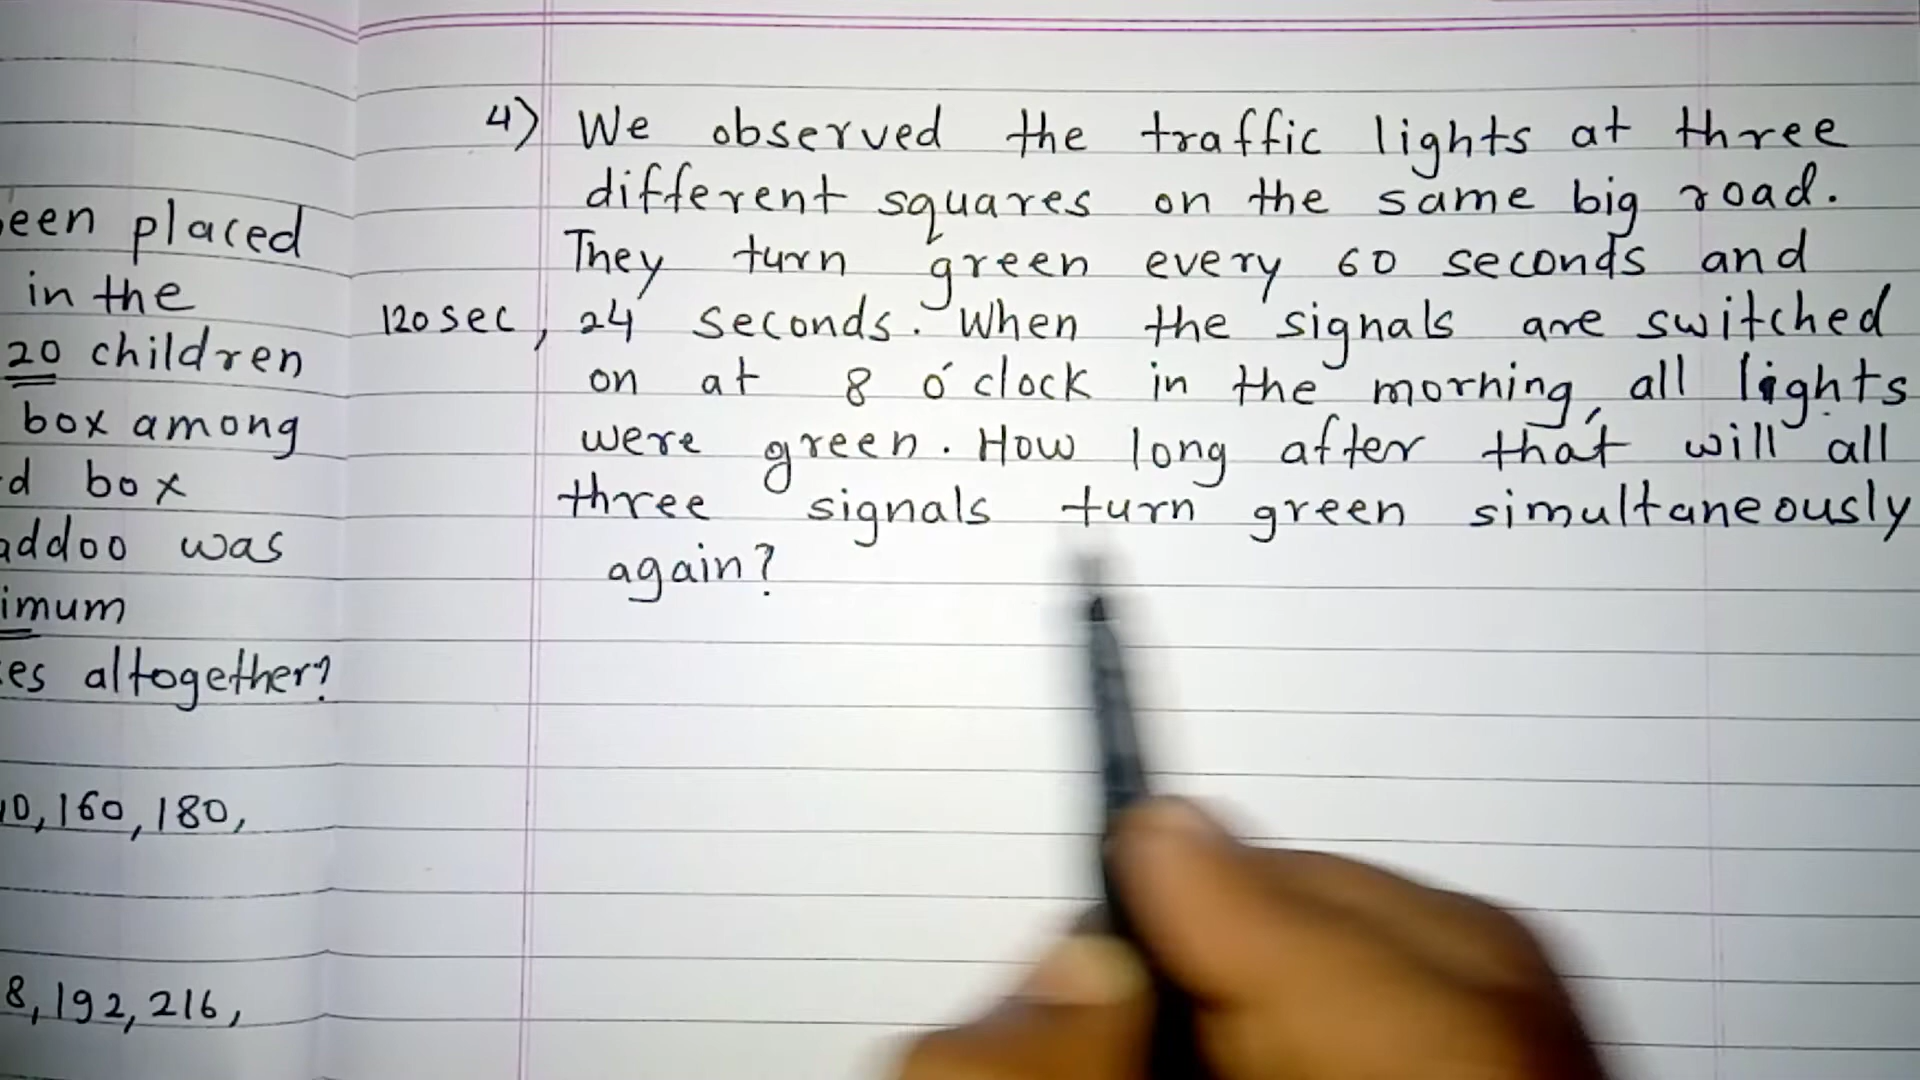 een placed
in the
20 children
box among
d box
addoo was
imum
es altogether?
0, 160, 180,
8, 192, 216,
4) We observed the traffic lights at three
different squares on the same big road.
They turn green every 60 seconds and
120 sec, 24 seconds. When the signals are switched
on at 8 o'clock in the morning, all lights
were green. How long after that will all
three signals turn green simultaneously
again?